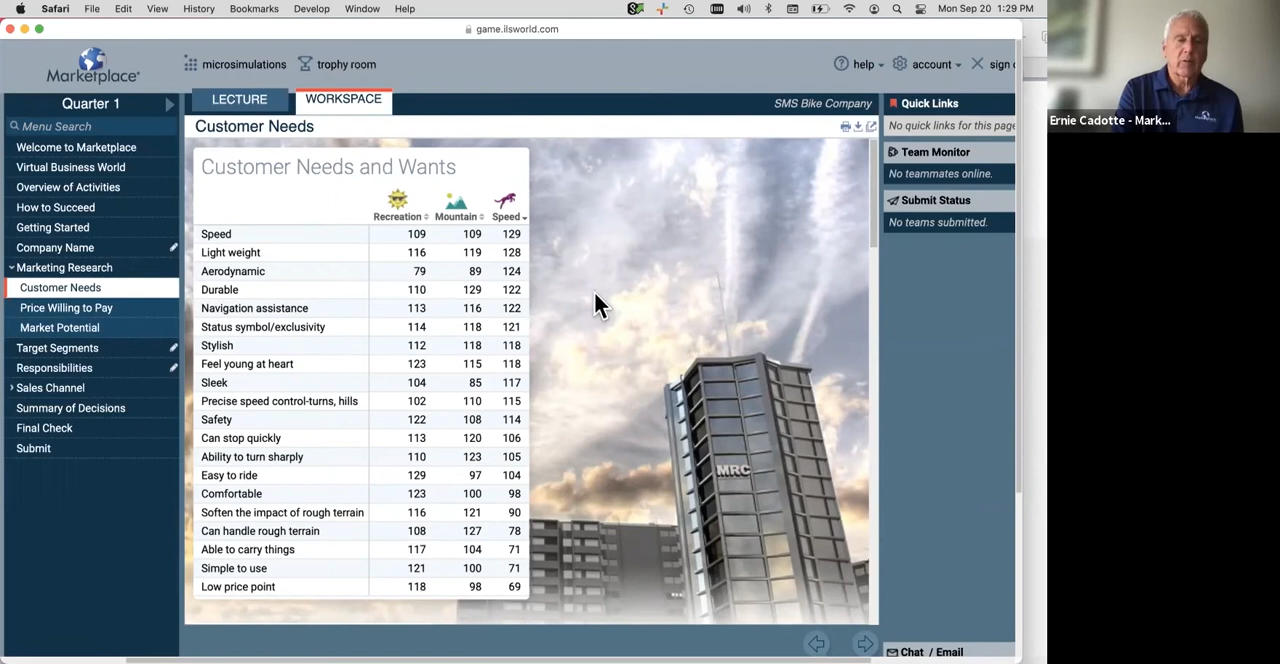 Safari File Edit View History Bookmarks Develop Window Help Mon Sep 20 1:29 PM
game.ilsworld.com
Marketplace
microsimulations trophy room help account sign
Quarter 1
LECTURE WORKSPACE SMS Bike Company
Menu Search
Welcome to Marketplace
Virtual Business World
Overview of Activities
How to Succeed
Getting Started
Company Name
Marketing Research
Customer Needs
Price Willing to Pay
Market Potential
Target Segments
Responsibilities
Sales Channel
Summary of Decisions
Final Check
Submit
Customer Needs
Customer Needs and Wants
Recreation Mountain Speed
Speed 109 109 129
Light weight 116 119 128
Aerodynamic 79 89 124
Durable 110 129 122
Navigation assistance 113 116 122
Status symbol/exclusivity 114 118 121
Stylish 112 118 118
Feel young at heart 123 115 118
Sleek 104 85 117
Precise speed control-turns, hills 102 110 115
Safety 122 108 114
Can stop quickly 113 120 106
Ability to turn sharply 110 123 105
Easy to ride 129 97 104
Comfortable 123 100 98
Soften the impact of rough terrain 116 121 90
Can handle rough terrain 108 127 78
Able to carry things 117 104 71
Simple to use 121 100 71
Low price point 118 98 69
MRC
Quick Links
No quick links for this page
Team Monitor
No teammates online.
Submit Status
No teams submitted.
Chat / Email
Ernie Cadotte - Mark...